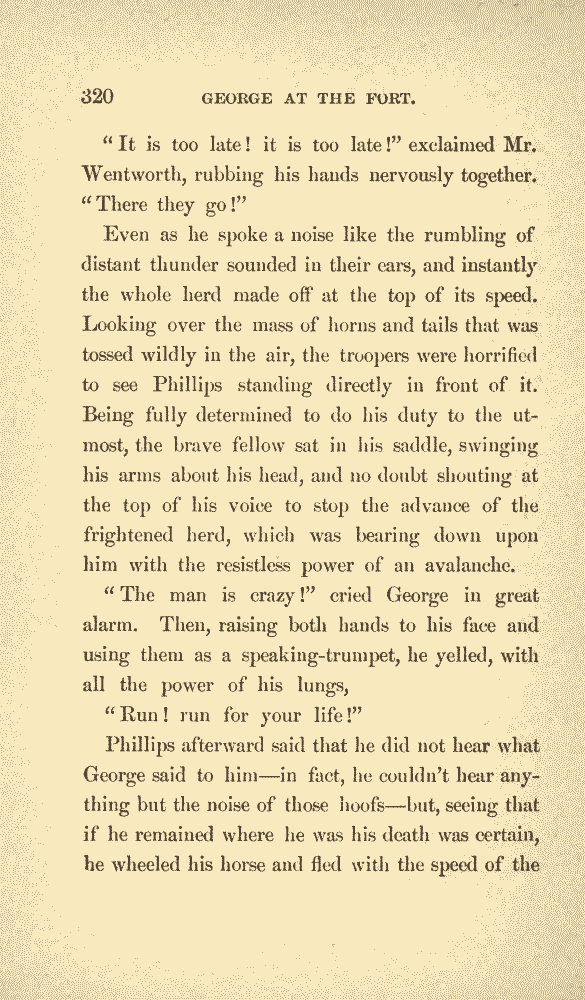 320 GEORGE AT THE FORT.
“It is too late! it is too late!” exclaimed Mr.
Wentworth, rubbing his hands nervously together.
“There they go!”
Even as he spoke a noise like the rumbling of
distant thunder sounded in their ears, and instantly
the whole herd made off at the top of its speed.
Looking over the mass of horns and tails that was
tossed wildly in the air, the troopers were horrified
to see Phillips standing directly in front of it.
Being fully determined to do his duty to the ut-
most, the brave fellow sat in his saddle, swinging
his arms about his head, and no doubt shouting at
the top of his voice to stop the advance of the
frightened herd, which was bearing down upon
him with the resistless power of an avalanche.
“The man is crazy!” cried George in great
alarm. Then, raising both hands to his face and
using them as a speaking-trumpet, he yelled, with
all the power of his lungs,
“Run! run for your life!”
Phillips afterward said that he did not hear what
George said to him—in fact, he couldn’t hear any-
thing but the noise of those hoofs—but, seeing that
if he remained where he was his death was certain,
he wheeled his horse and fled with the speed of the